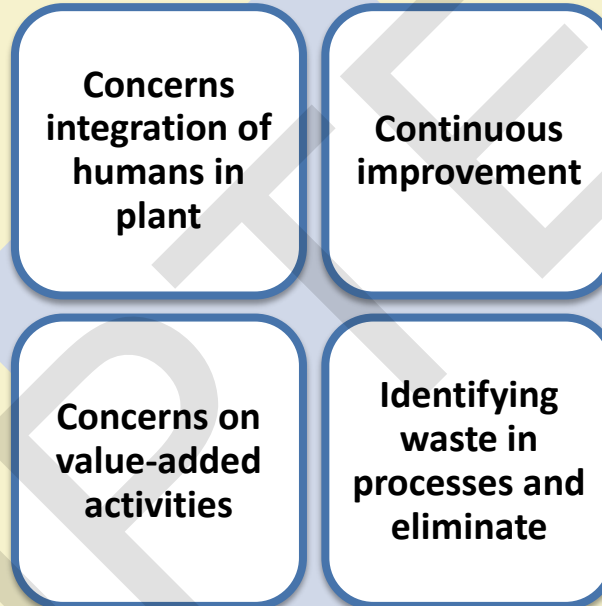 Concerns
integration of
humans in
plant
Continuous
improvement
Concerns on
value-added
activities
Identifying
waste in
processes and
eliminate